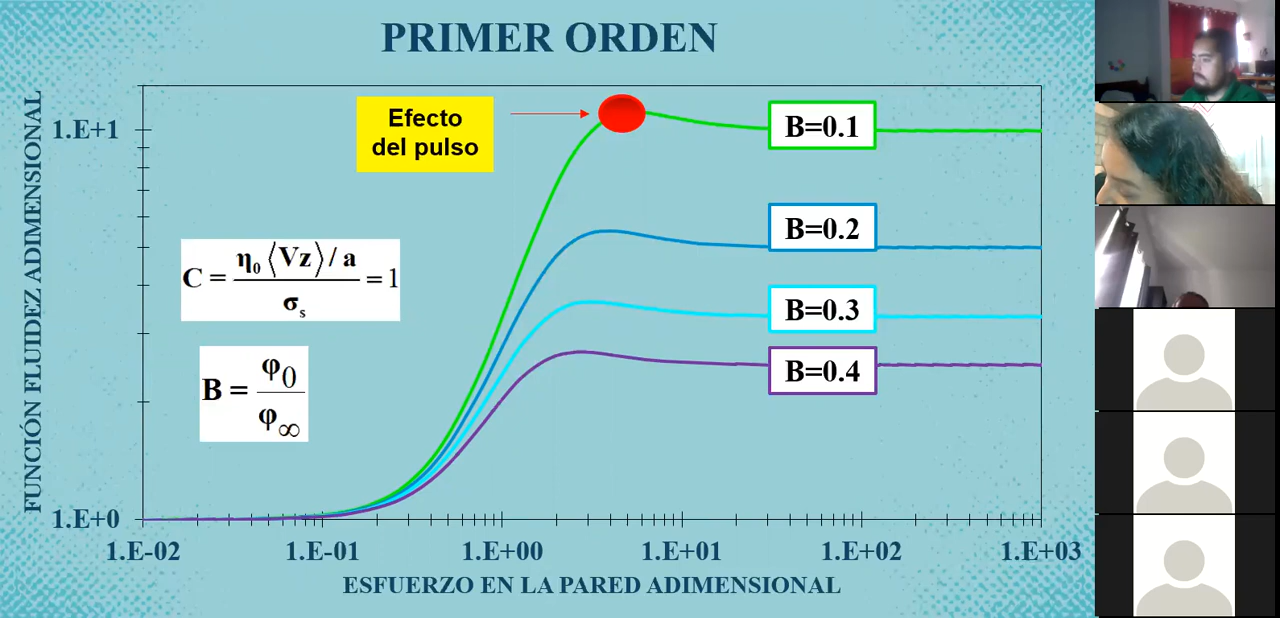 PRIMER ORDEN
FUNCIÓN FLUIDEZ ADIMENSIONAL
1.E+1
1.E+0
Efecto
del pulso
B=0.1
B=0.2
B=0.3
B=0.4
C = η₀ ⟨Vz⟩ / a / σₛ = 1
B = φ₀ / φ∞
1.E-02 1.E-01 1.E+00 1.E+01 1.E+02 1.E+03
ESFUERZO EN LA PARED ADIMENSIONAL